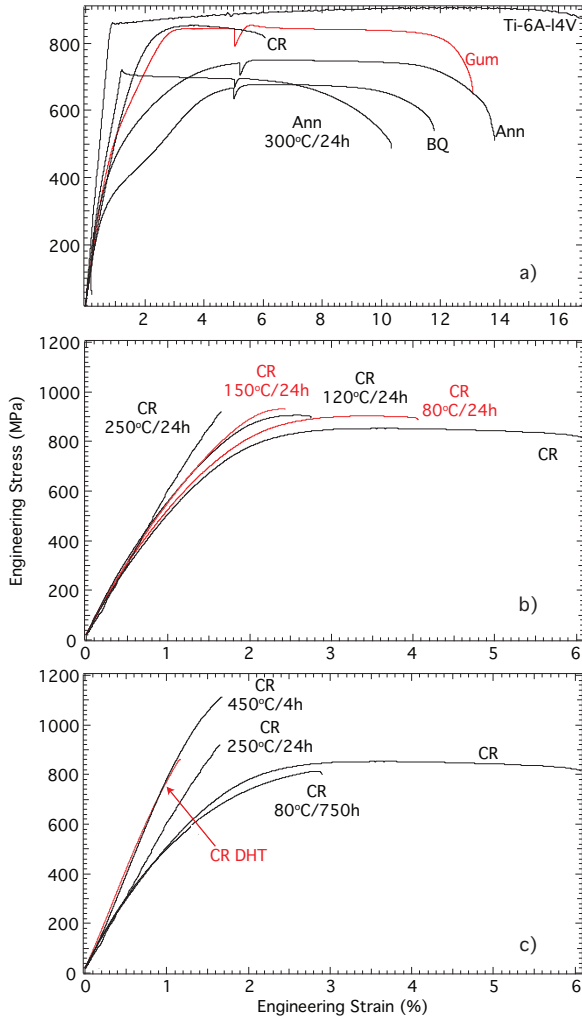 Ti-6A-l4V
800
CR
Gum
600
Ann
300°C/24h
BQ
Ann
400
200
a)
2 4 6 8 10 12 14 16
1200
CR
150°C/24h
CR
120°C/24h
CR
80°C/24h
1000
CR
250°C/24h
800
CR
600
400
200
b)
0
0 1 2 3 4 5 6
Engineering Stress (MPa)
1200
CR
450°C/4h
1000
CR
250°C/24h
CR
800
CR
80°C/750h
600
CR DHT
400
200
c)
0
0 1 2 3 4 5 6
Engineering Strain (%)